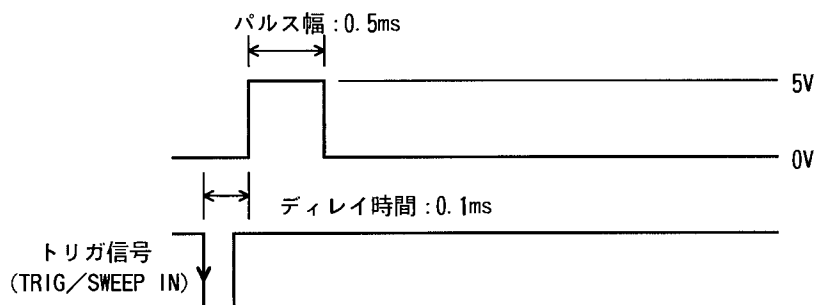 パルス幅:0.5ms
5V
0V
ディレイ時間:0.1ms
トリガ信号
(TRIG/SWEEP IN)